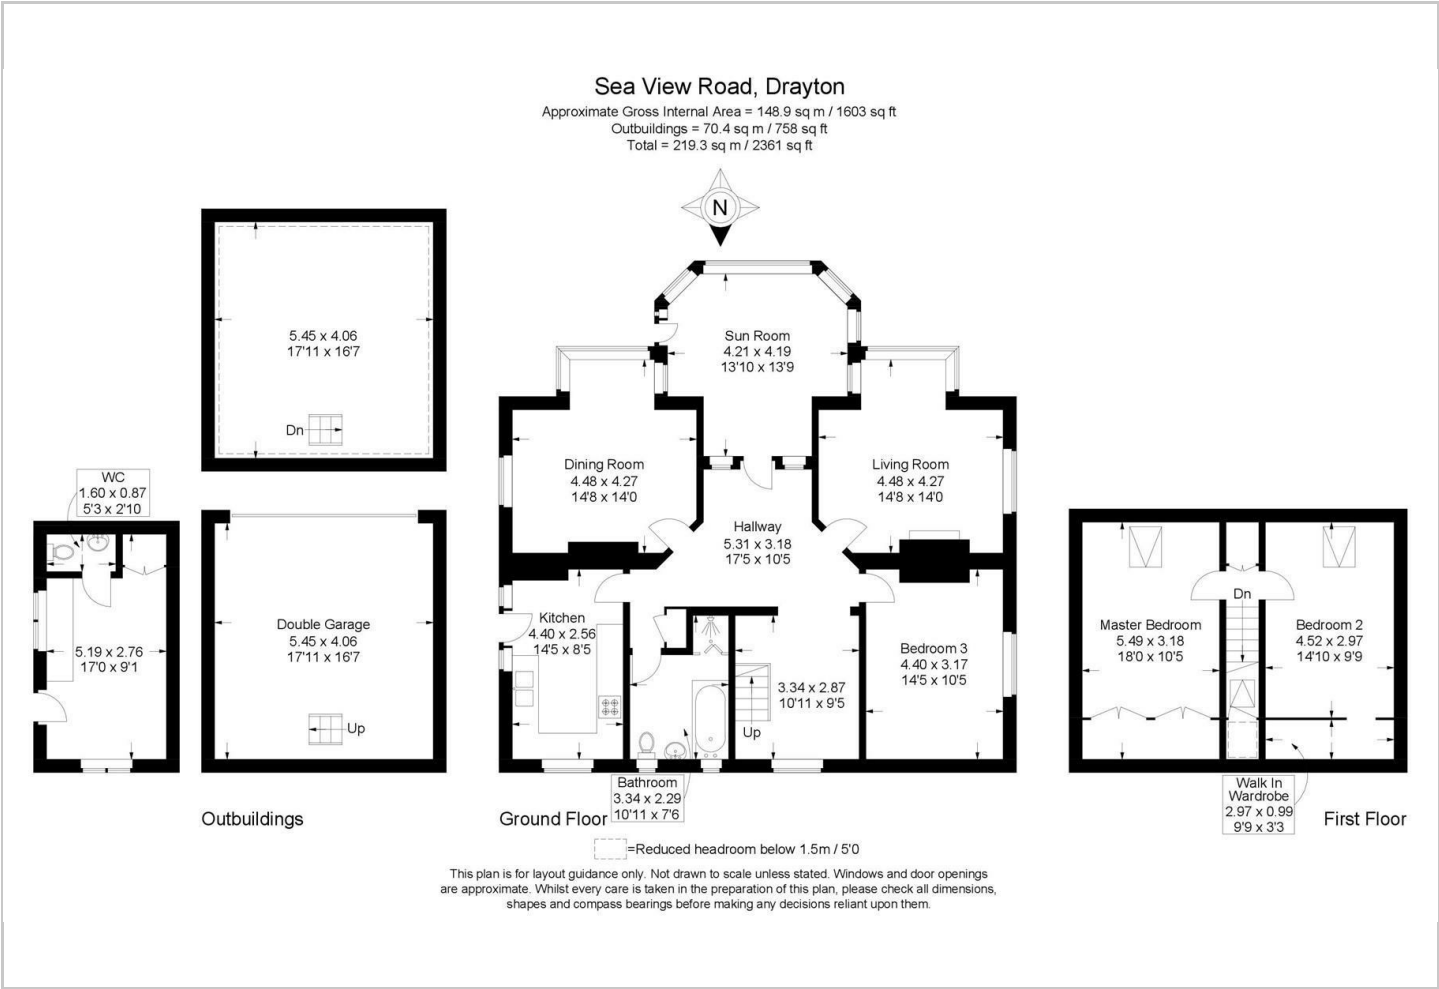 Sea View Road, Drayton
Approximate Gross Internal Area = 148.9 sq m / 1603 sq ft
Outbuildings = 70.4 sq m / 758 sq ft
Total = 219.3 sq m / 2361 sq ft
N
5.45 x 4.06
17'11 x 16'7
Dn
WC
1.60 x 0.87
5'3 x 2'10
5.19 x 2.76
17'0 x 9'1
Double Garage
5.45 x 4.06
17'11 x 16'7
Up
Outbuildings
Sun Room
4.21 x 4.19
13'10 x 13'9
Dining Room
4.48 x 4.27
14'8 x 14'0
Living Room
4.48 x 4.27
14'8 x 14'0
Hallway
5.31 x 3.18
17'5 x 10'5
Kitchen
4.40 x 2.56
14'5 x 8'5
Bedroom 3
4.40 x 3.17
14'5 x 10'5
3.34 x 2.87
10'11 x 9'5
Up
Bathroom
3.34 x 2.29
10'11 x 7'6
Ground Floor
Dn
Master Bedroom
5.49 x 3.18
18'0 x 10'5
Bedroom 2
4.52 x 2.97
14'10 x 9'9
Walk In
Wardrobe
2.97 x 0.99
9'9 x 3'3
First Floor
=Reduced headroom below 1.5m / 5'0
This plan is for layout guidance only. Not drawn to scale unless stated. Windows and door openings
are approximate. Whilst every care is taken in the preparation of this plan, please check all dimensions,
shapes and compass bearings before making any decisions reliant upon them.